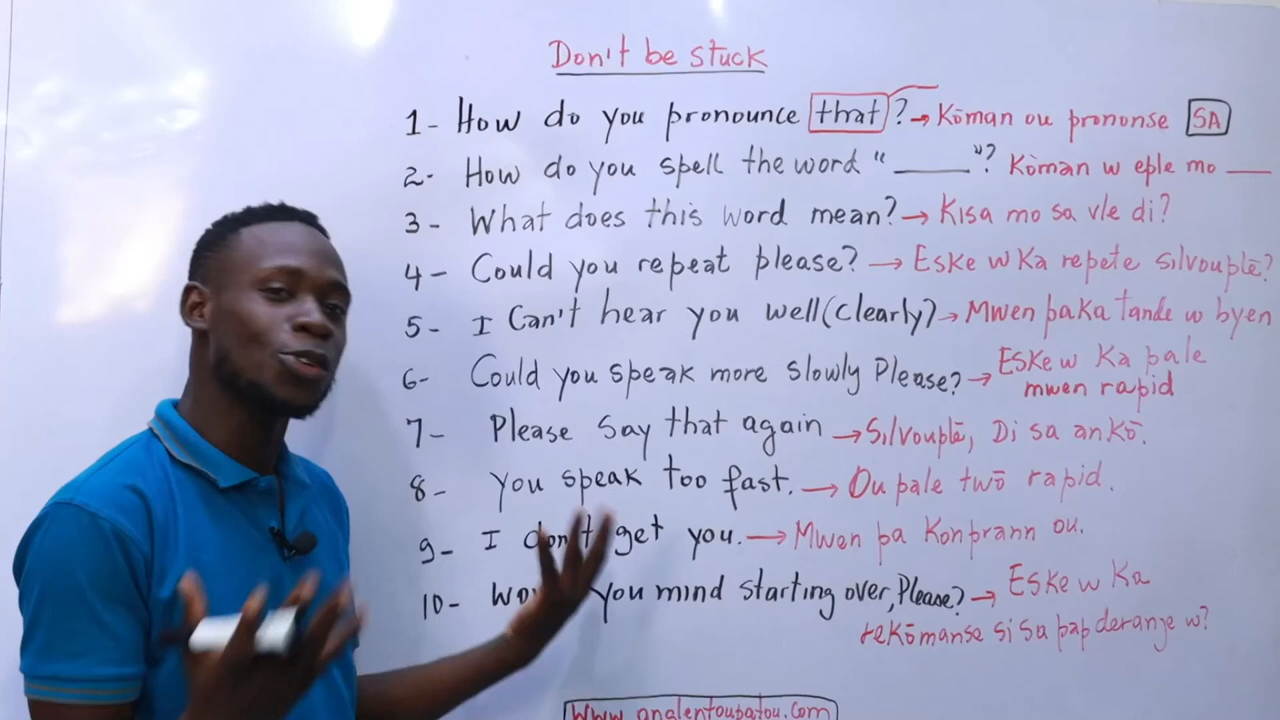 Don't be stuck
1- How do you pronounce that? → Kōman ou prononse SA
2- How do you spell the word "_____"? Kōman w eple mo ___
3- What does this word mean? → Kisa mo sa vle di?
4- Could you repeat please? → Eske w Ka repete silvouplē?
5- I Can't hear you well (clearly) → Mwen paka tande w byen
6- Could you speak more slowly Please? → Eske w Ka pale
mwen rapid
7- Please Say that again → Silvouplē, Di sa ankō.
8- you speak too fast. → Ou pale twō rapid.
9- I don't get you. → Mwen pa Konprann ou.
10- you mind starting over, Please? → Eske w Ka
rekōmanse si sa pap deranje w?